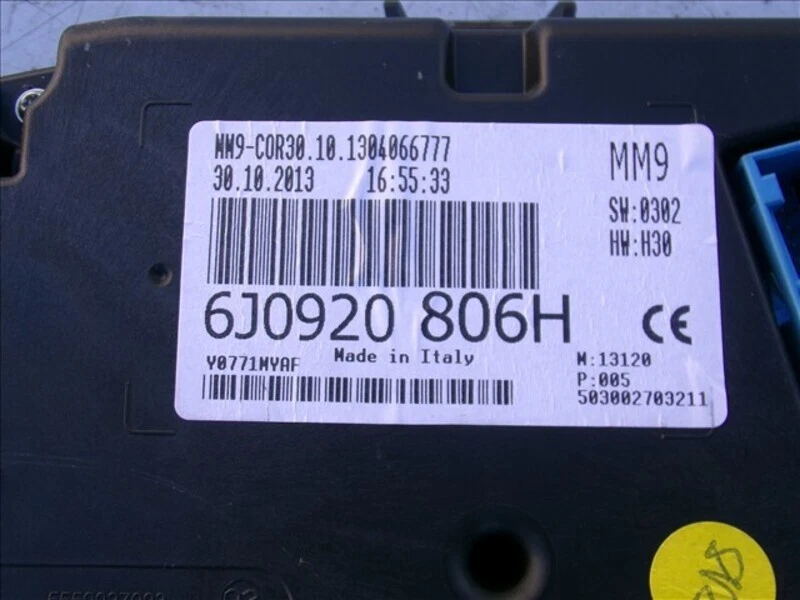 MM9-COR30.10.1304066777
30.10.2013 16:55:33
MM9
SW:0302
HW:H30
6J0920 806H
CE
Made in Italy
Y0771MYAF
M:13120
P:005
503002703211